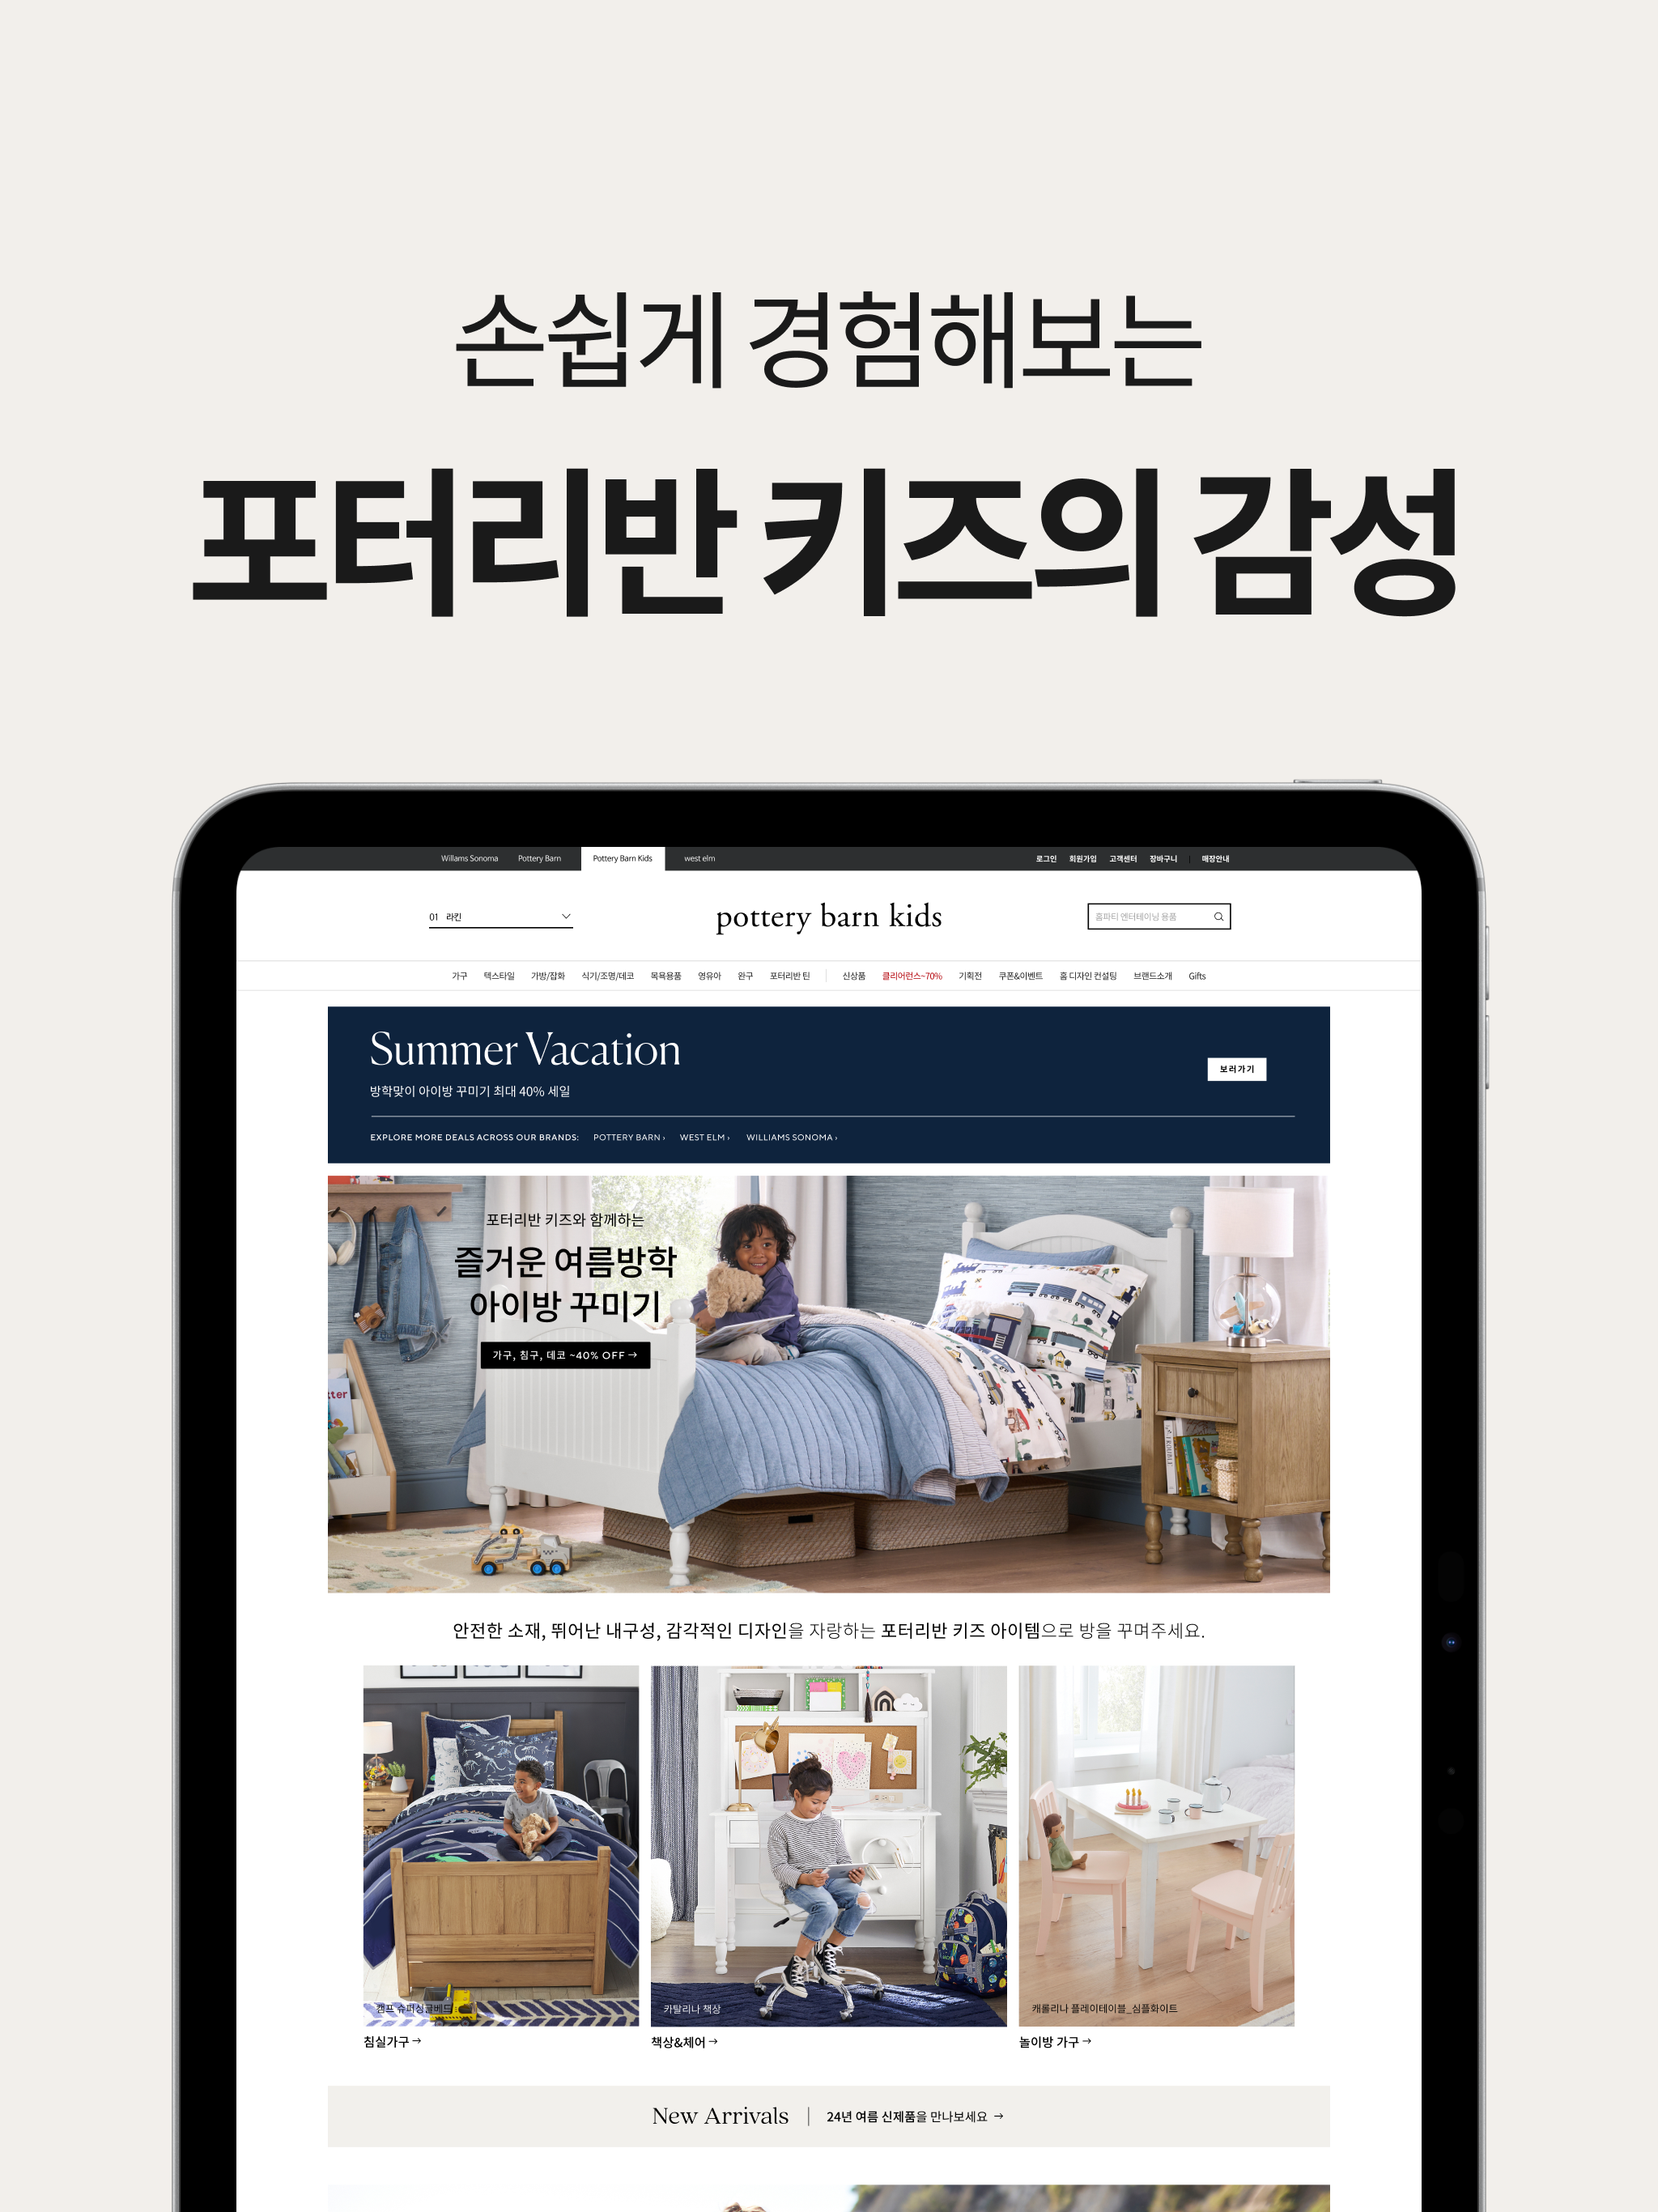 손쉽게 경험해보는
포터리반 키즈의 감성
Willams Sonoma Pottery Barn Pottery Barn Kids west elm 로그인 회원가입 고객센터 장바구니 | 매장안내
01 라킨
pottery barn kids
홈파티 엔터테이닝 용품
가구 텍스타일 가방/잡화 식기/조명/데코 목욕용품 영유아 완구 포터리반 틴 | 신상품 클리어런스~70% 기획전 쿠폰&이벤트 홈 디자인 컨설팅 브랜드소개 Gifts
Summer Vacation
방학맞이 아이방 꾸미기 최대 40% 세일
보러가기
EXPLORE MORE DEALS ACROSS OUR BRANDS: POTTERY BARN › WEST ELM › WILLIAMS SONOMA ›
포터리반 키즈와 함께하는
즐거운 여름방학
아이방 꾸미기
가구, 침구, 데코 ~40% OFF →
안전한 소재, 뛰어난 내구성, 감각적인 디자인을 자랑하는 포터리반 키즈 아이템으로 방을 꾸며주세요.
캠프 슈퍼싱글베드
카탈리나 책상
캐롤리나 플레이테이블_심플화이트
침실가구 →
책상&체어 →
놀이방 가구 →
New Arrivals | 24년 여름 신제품을 만나보세요 →